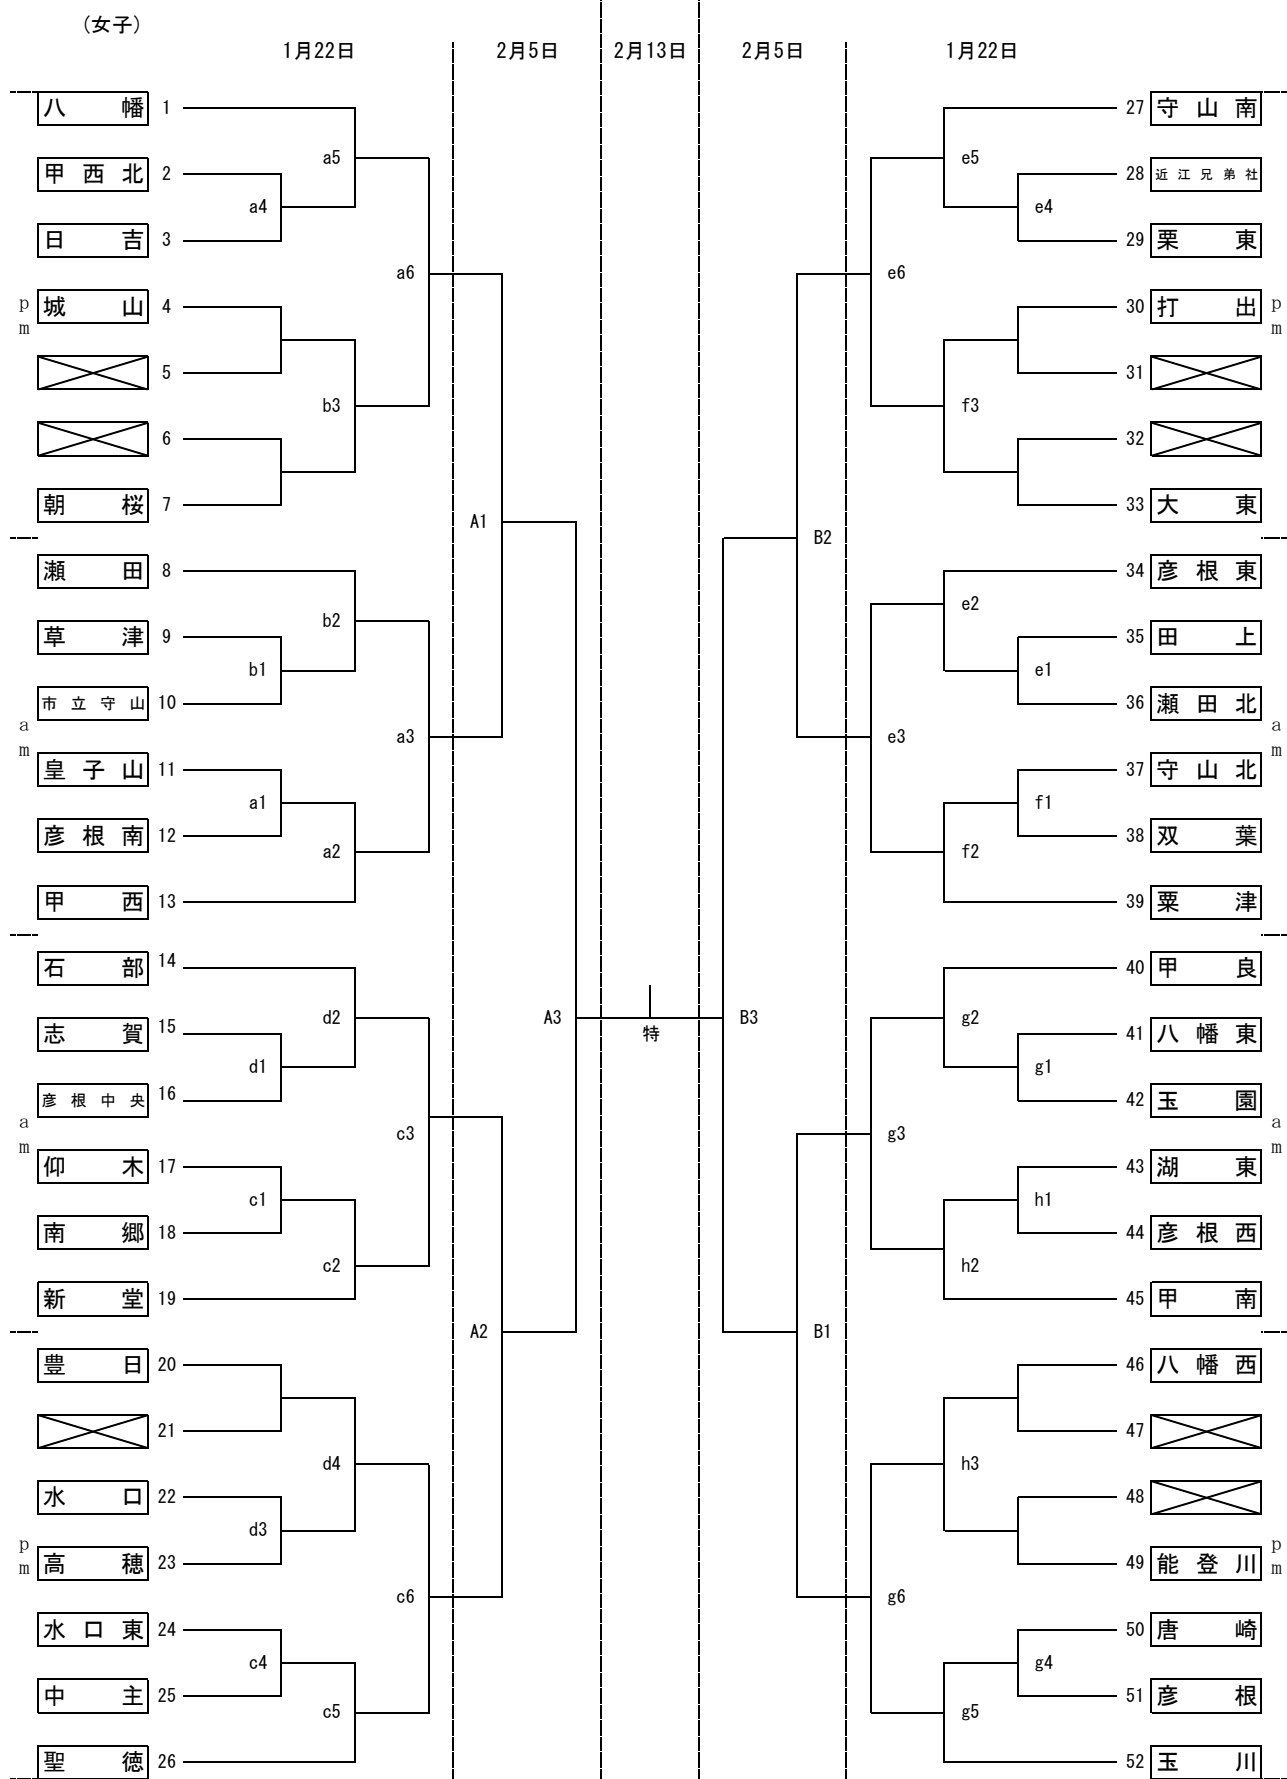 (女子)
1月22日 2月5日 2月13日 2月5日 1月22日
八幡 1
甲西北 2
日吉 3
城山 4
5
6
朝桜 7
瀬田 8
草津 9
市立守山 10
皇子山 11
彦根南 12
甲西 13
石部 14
志賀 15
彦根中央 16
仰木 17
南郷 18
新堂 19
豊日 20
21
水口 22
高穂 23
水口東 24
中主 25
聖徳 26
pm
am
am
pm
a5
a4
a6
b3
b2
b1
a3
a1
a2
d2
d1
c3
c1
c2
d4
d3
c6
c4
c5
A1
A2
A3
特
B3
B2
B1
e5
e4
e6
f3
e2
e1
e3
f1
f2
g2
g1
g3
h1
h2
h3
g6
g4
g5
27 守山南
28 近江兄弟社
29 栗東
30 打出
31
32
33 大東
34 彦根東
35 田上
36 瀬田北
37 守山北
38 双葉
39 粟津
40 甲良
41 八幡東
42 玉園
43 湖東
44 彦根西
45 甲南
46 八幡西
47
48
49 能登川
50 唐崎
51 彦根
52 玉川
pm
am
am
pm